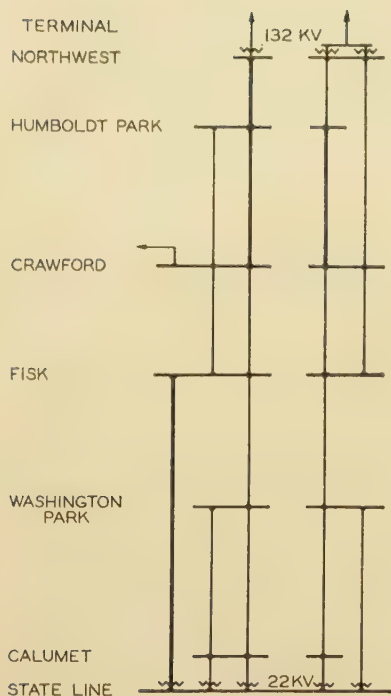 TERMINAL
132 KV
NORTHWEST
HUMBOLDT PARK
CRAWFORD
FISK
WASHINGTON
PARK
CALUMET
22KV
STATE LINE